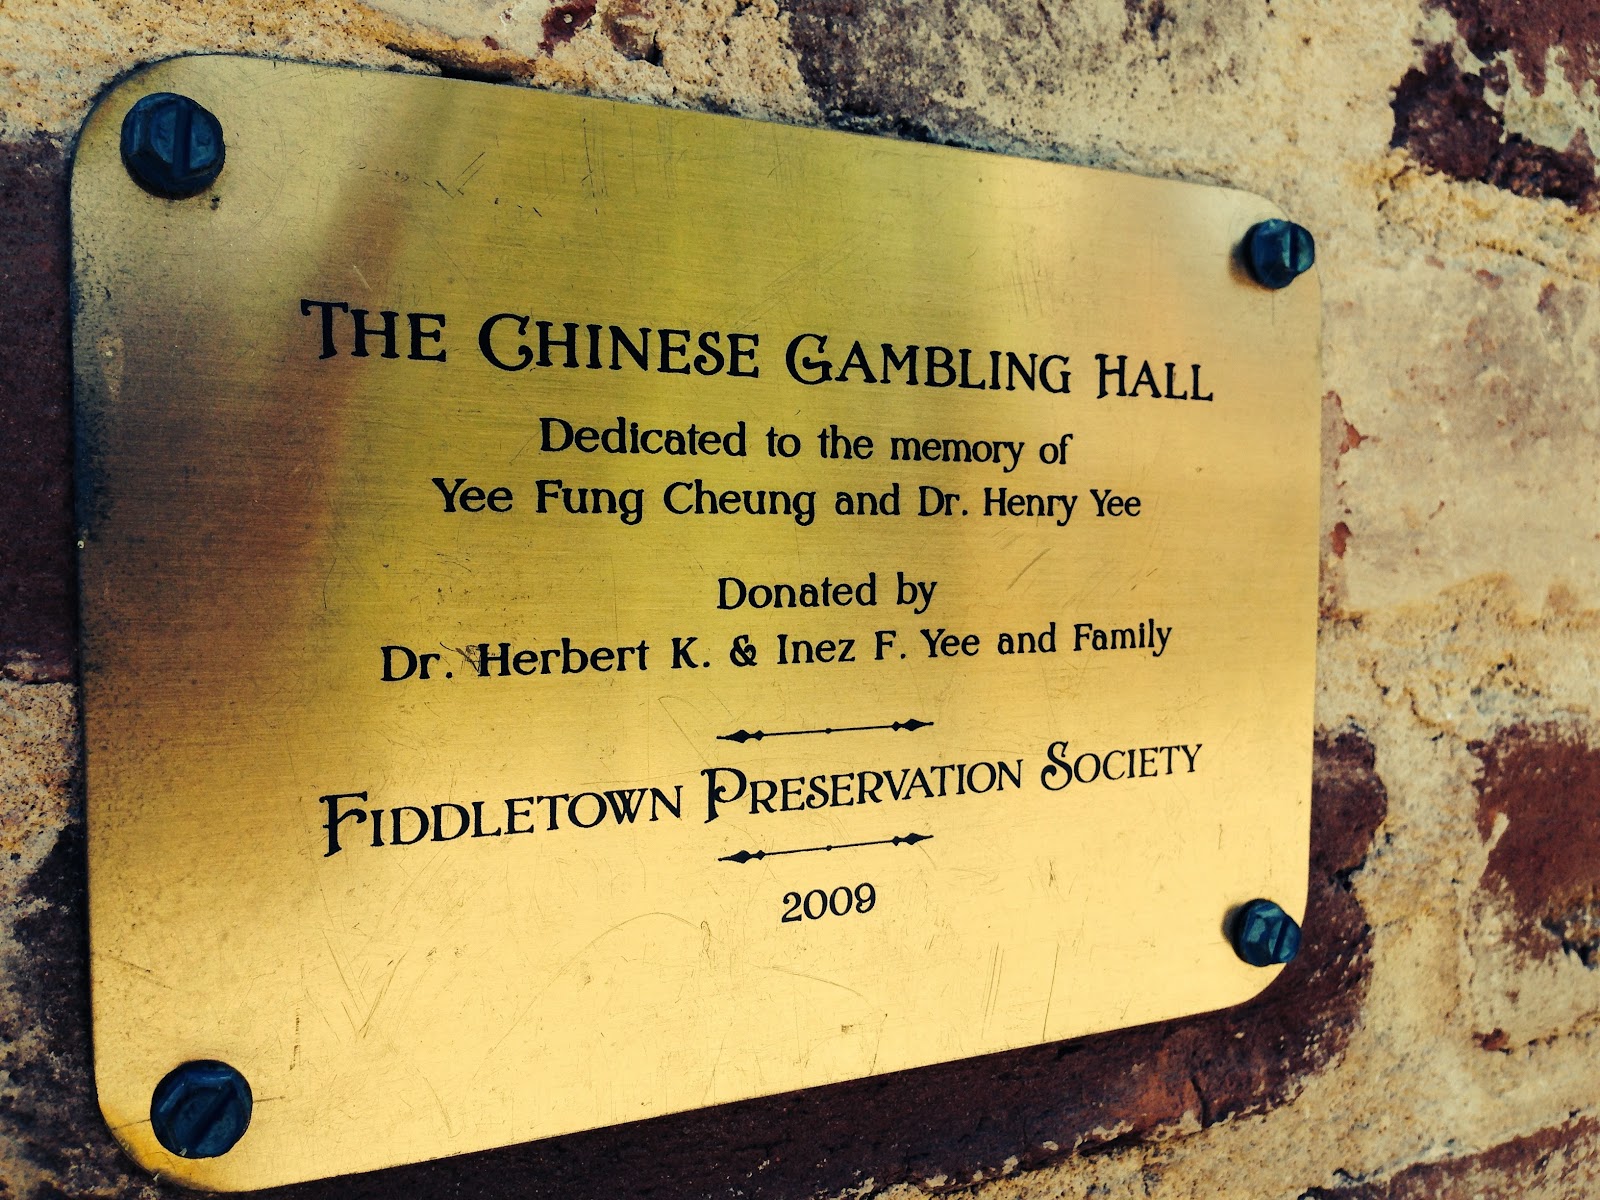 The Chinese Gambling Hall
Dedicated to the memory of
Yee Fung Cheung and Dr. Henry Yee
Donated by
Dr. Herbert K. & Inez F. Yee and Family
Fiddletown Preservation Society
2009